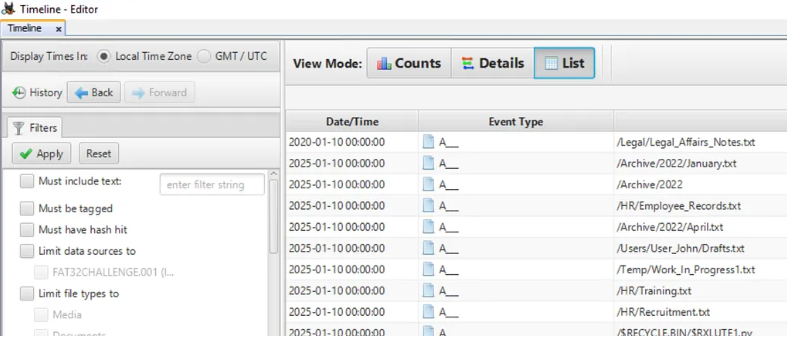 Timeline - Editor
Timeline x
Display Times In: Local Time Zone GMT / UTC
History Back Forward
Filters
Apply Reset
Must include text: enter filter string
Must be tagged
Must have hash hit
Limit data sources to
FAT32CHALLENGE.001 (I...
Limit file types to
Media
Documents
View Mode: Counts Details List
Date/Time Event Type
2020-01-10 00:00:00 A__ /Legal/Legal_Affairs_Notes.txt
2025-01-10 00:00:00 A__ /Archive/2022/January.txt
2025-01-10 00:00:00 A__ /Archive/2022
2025-01-10 00:00:00 A__ /HR/Employee_Records.txt
2025-01-10 00:00:00 A__ /Archive/2022/April.txt
2025-01-10 00:00:00 A__ /Users/User_John/Drafts.txt
2025-01-10 00:00:00 A__ /Temp/Work_In_Progress1.txt
2025-01-10 00:00:00 A__ /HR/Training.txt
2025-01-10 00:00:00 A__ /HR/Recruitment.txt
2025-01-10 00:00:00 A__ /$RECYCLE.BIN/$RXLUTE1.py